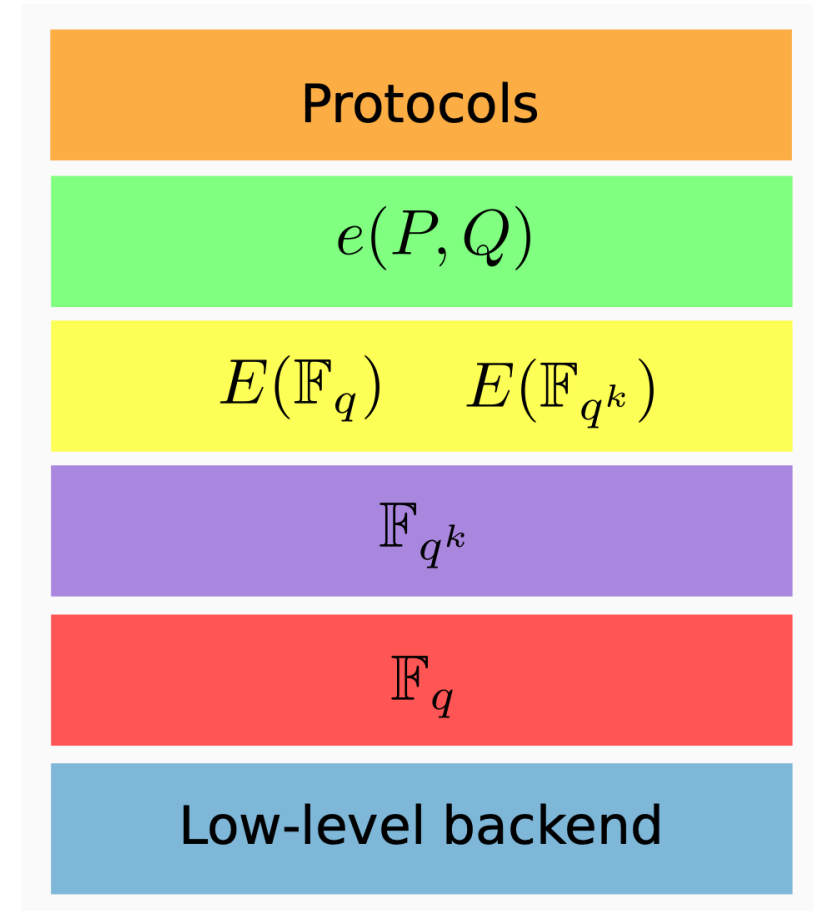 Protocols
e(P, Q)
E(𝔽_q) E(𝔽_{q^k})
𝔽_{q^k}
𝔽_q
Low-level backend